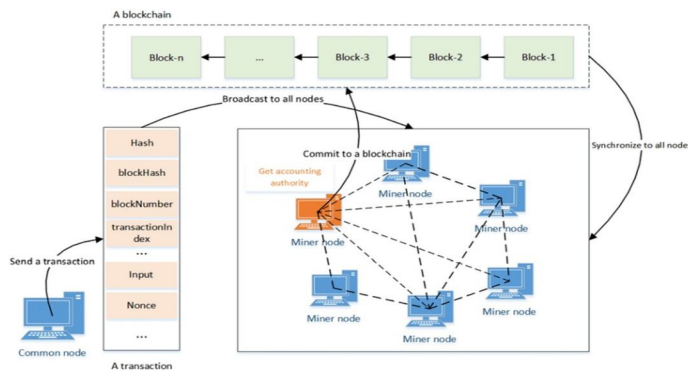 A blockchain
Block-n
...
Block-3
Block-2
Block-1
Broadcast to all nodes
Synchronize to all node
Hash
blockHash
blockNumber
transactionIn
dex
...
Input
Nonce
...
A transaction
Send a transaction
Common node
Commit to a blockchain
Get accounting
authority
Miner node
Miner node
Miner node
Miner node
Miner node
Miner node